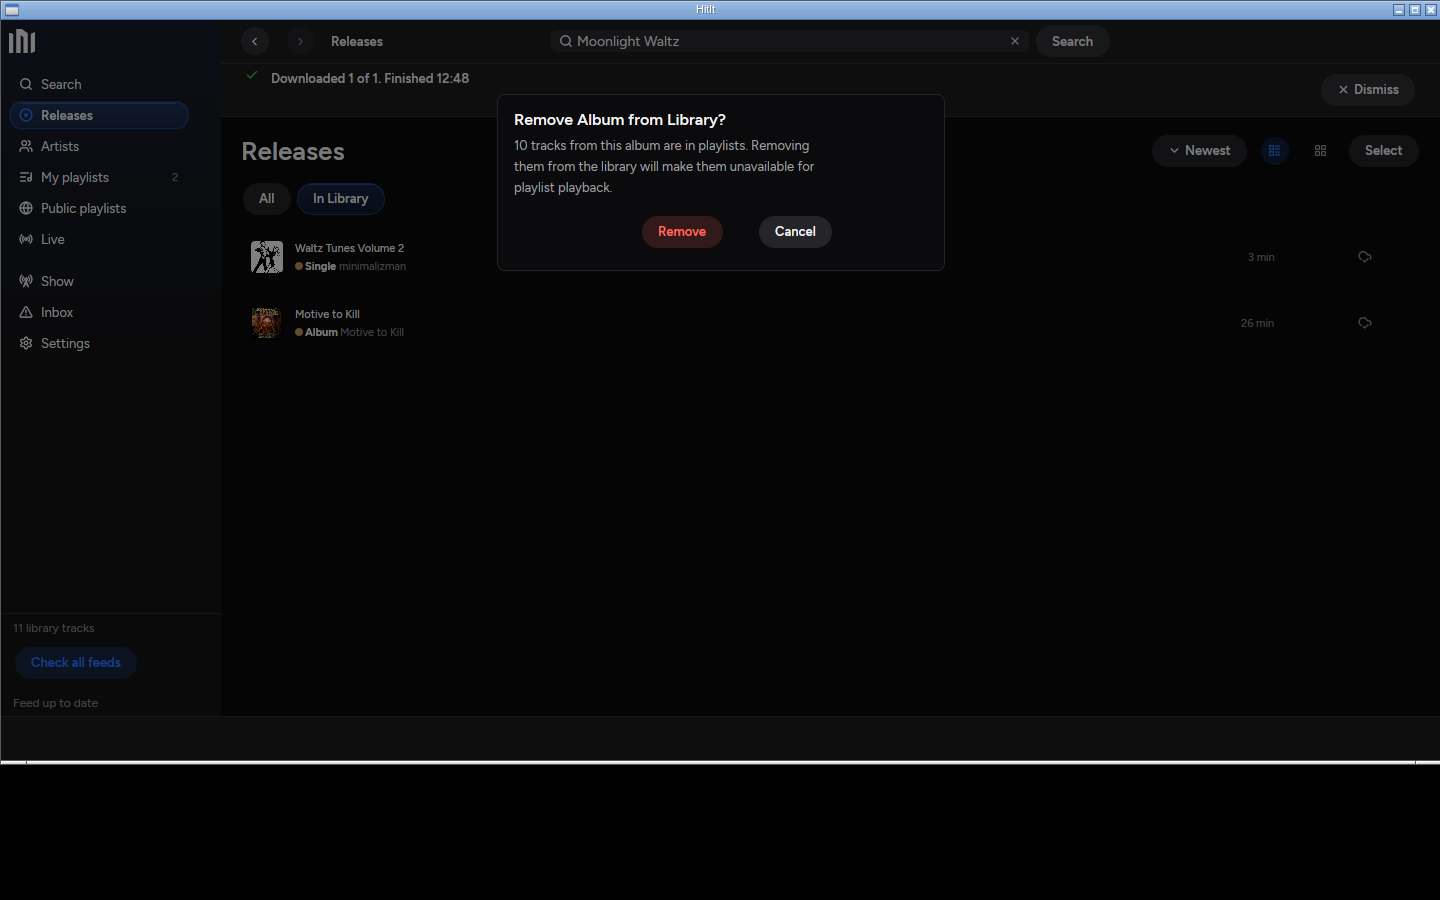 HitIt
Releases
Moonlight Waltz
Search
Search
Releases
Artists
My playlists 2
Public playlists
Live
Show
Inbox
Settings
Downloaded 1 of 1. Finished 12:48
Dismiss
Remove Album from Library?
10 tracks from this album are in playlists. Removing
them from the library will make them unavailable for
playlist playback.
Remove Cancel
Releases
Newest
Select
All
In Library
Waltz Tunes Volume 2
Single minimalizman
3 min
Motive to Kill
Album Motive to Kill
26 min
11 library tracks
Check all feeds
Feed up to date